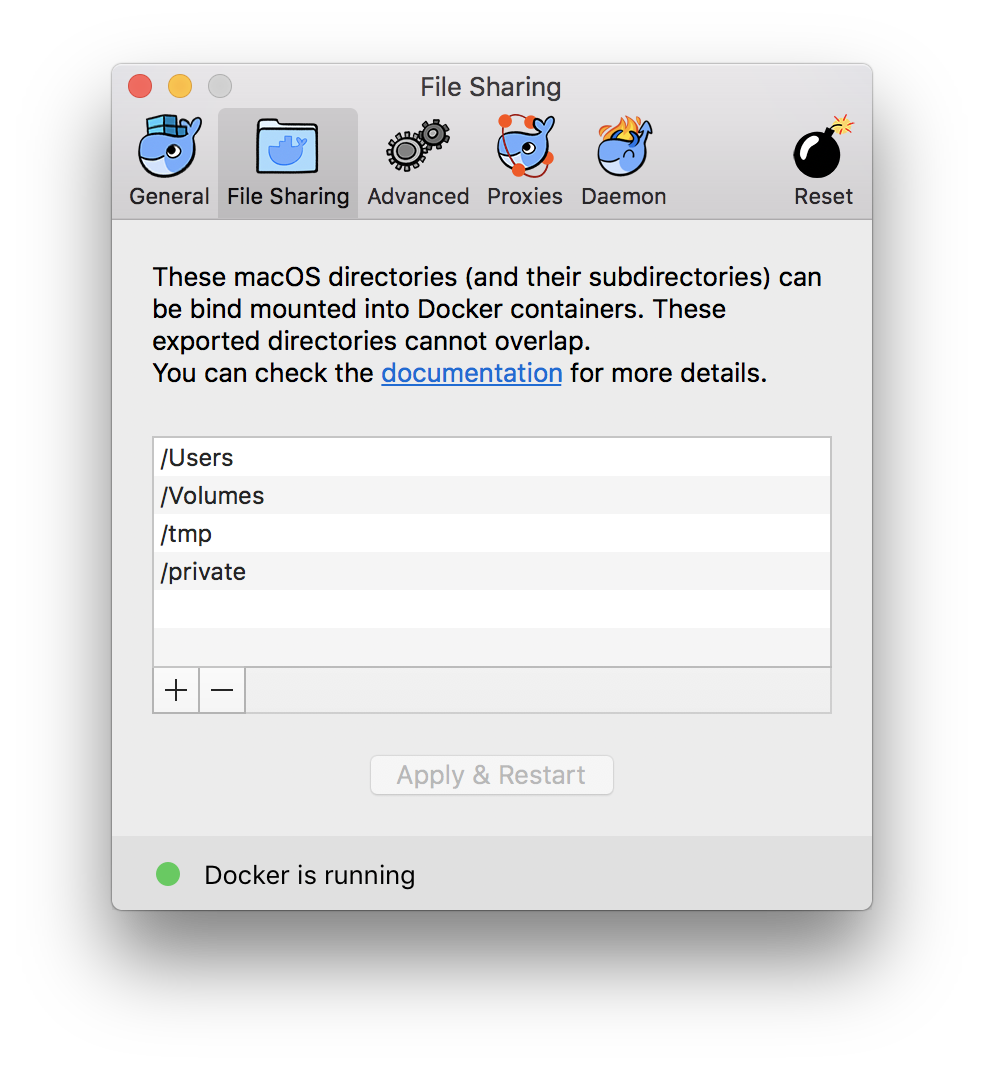 File Sharing
General
File Sharing
Advanced
Proxies
Daemon
Reset
These macOS directories (and their subdirectories) can
be bind mounted into Docker containers. These
exported directories cannot overlap.
You can check the documentation for more details.
/Users
/Volumes
/tmp
/private
Apply & Restart
Docker is running